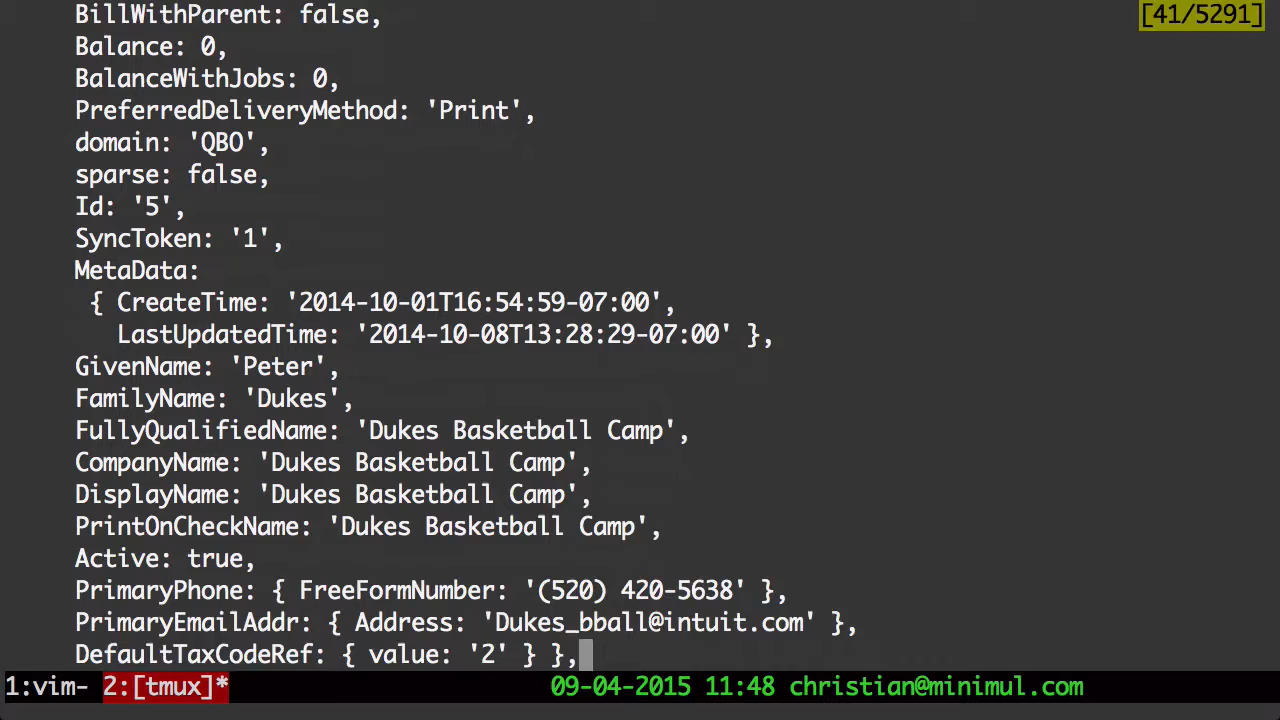 BillWithParent: false, [41/5291]
Balance: 0,
BalanceWithJobs: 0,
PreferredDeliveryMethod: 'Print',
domain: 'QBO',
sparse: false,
Id: '5',
SyncToken: '1',
MetaData:
{ CreateTime: '2014-10-01T16:54:59-07:00',
LastUpdatedTime: '2014-10-08T13:28:29-07:00' },
GivenName: 'Peter',
FamilyName: 'Dukes',
FullyQualifiedName: 'Dukes Basketball Camp',
CompanyName: 'Dukes Basketball Camp',
DisplayName: 'Dukes Basketball Camp',
PrintOnCheckName: 'Dukes Basketball Camp',
Active: true,
PrimaryPhone: { FreeFormNumber: '(520) 420-5638' },
PrimaryEmailAddr: { Address: 'Dukes_bball@intuit.com' },
DefaultTaxCodeRef: { value: '2' } },
1:vim- 2:[tmux]* 09-04-2015 11:48 christian@minimul.com